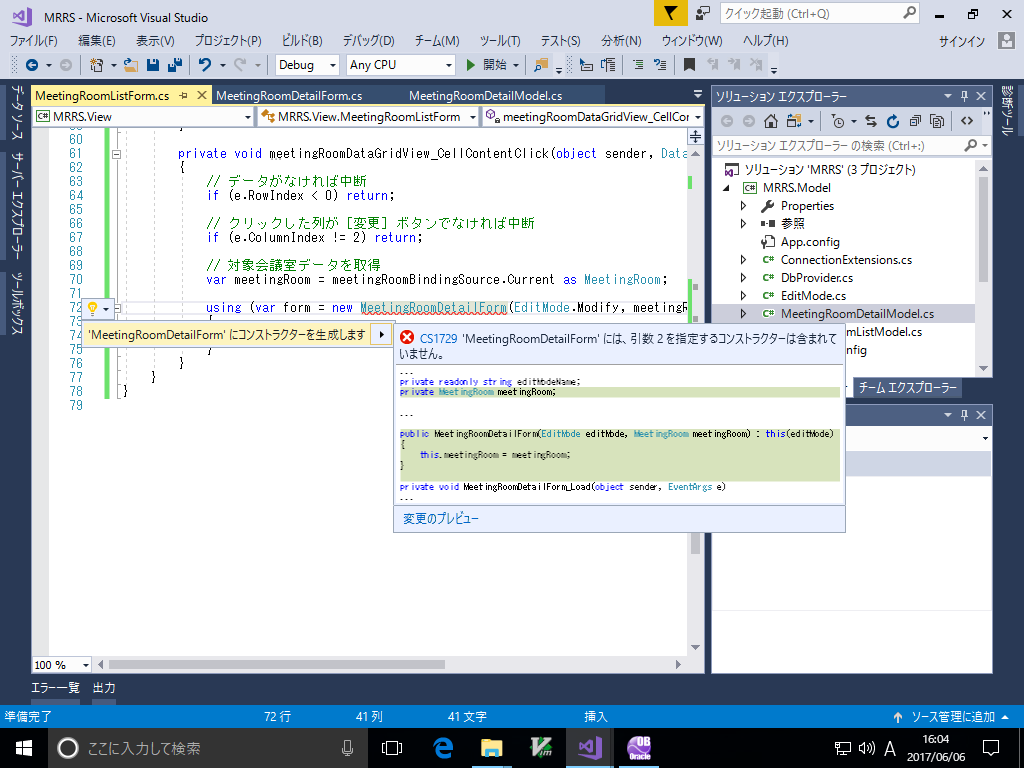 MRRS - Microsoft Visual Studio
クイック起動 (Ctrl+Q)
ファイル(F) 編集(E) 表示(V) プロジェクト(P) ビルド(B) デバッグ(D) チーム(M) ツール(T) テスト(S) 分析(N) ウィンドウ(W) ヘルプ(H) サインイン
Debug Any CPU 開始
データ ソース
サーバー エクスプローラー
ツールボックス
MeetingRoomListForm.cs MeetingRoomDetailForm.cs MeetingRoomDetailModel.cs
MRRS.View MRRS.View.MeetingRoomListForm meetingRoomDataGridView_CellCor
60 }
61 private void meetingRoomDataGridView_CellContentClick(object sender, Data
62 {
63 // データがなければ中断
64 if (e.RowIndex < 0) return;
65
66 // クリックした列が [変更] ボタンでなければ中断
67 if (e.ColumnIndex != 2) return;
68
69 // 対象会議室データを取得
70 var meetingRoom = meetingRoomBindingSource.Current as MeetingRoom;
71
72 using (var form = new MeetingRoomDetailForm(EditMode.Modify, meeting
'MeetingRoomDetailForm' にコンストラクターを生成します
75 }
76 }
77 }
78 }
79
CS1729 'MeetingRoomDetailForm' には、引数 2 を指定するコンストラクターは含まれて
いません。
...
private readonly string editModeName;
private MeetingRoom meetingRoom;
...
public MeetingRoomDetailForm(EditMode editMode, MeetingRoom meetingRoom) : this(editMode)
{
this.meetingRoom = meetingRoom;
}
private void MeetingRoomDetailForm_Load(object sender, EventArgs e)
...
変更のプレビュー
100 %
ソリューション エクスプローラー
ソリューション エクスプローラー の検索 (Ctrl+:)
ソリューション 'MRRS' (3 プロジェクト)
MRRS.Model
Properties
参照
App.config
ConnectionExtensions.cs
DbProvider.cs
EditMode.cs
MeetingRoomDetailModel.cs
mListModel.cs
nfig
チーム エクスプローラー
診断ツール
エラー一覧 出力
準備完了 72 行 41 列 41 文字 挿入 ソース管理に追加
ここに入力して検索
DB
Oracle
A
16:04
2017/06/06